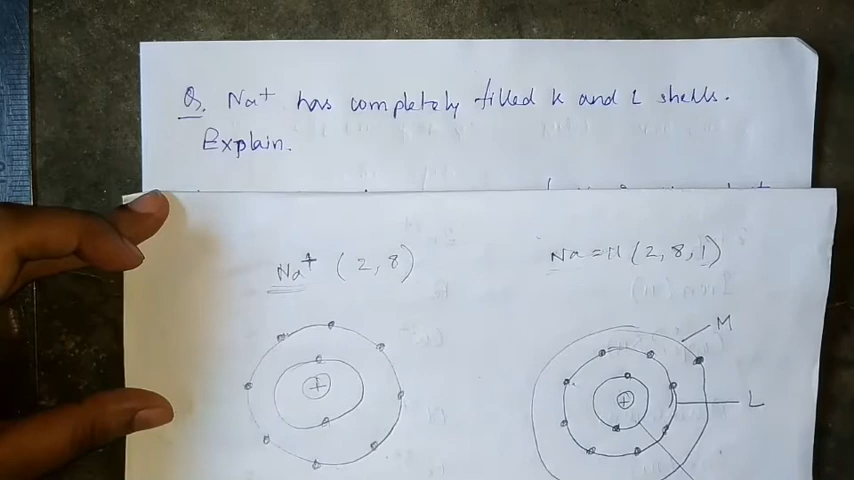 Q. Na+ has completely filled K and L shells.
Explain.
Na+ (2, 8)
Na = 11 (2, 8, 1)
M
+
+
L